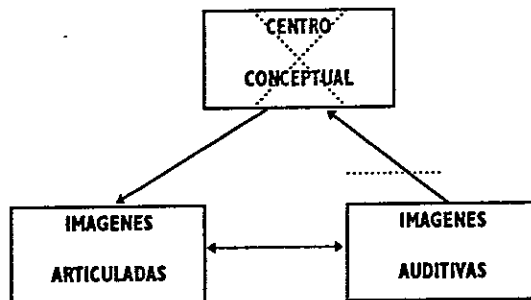 CENTRO
CONCEPTUAL
IMAGENES
ARTICULADAS
IMAGENES
AUDITIVAS